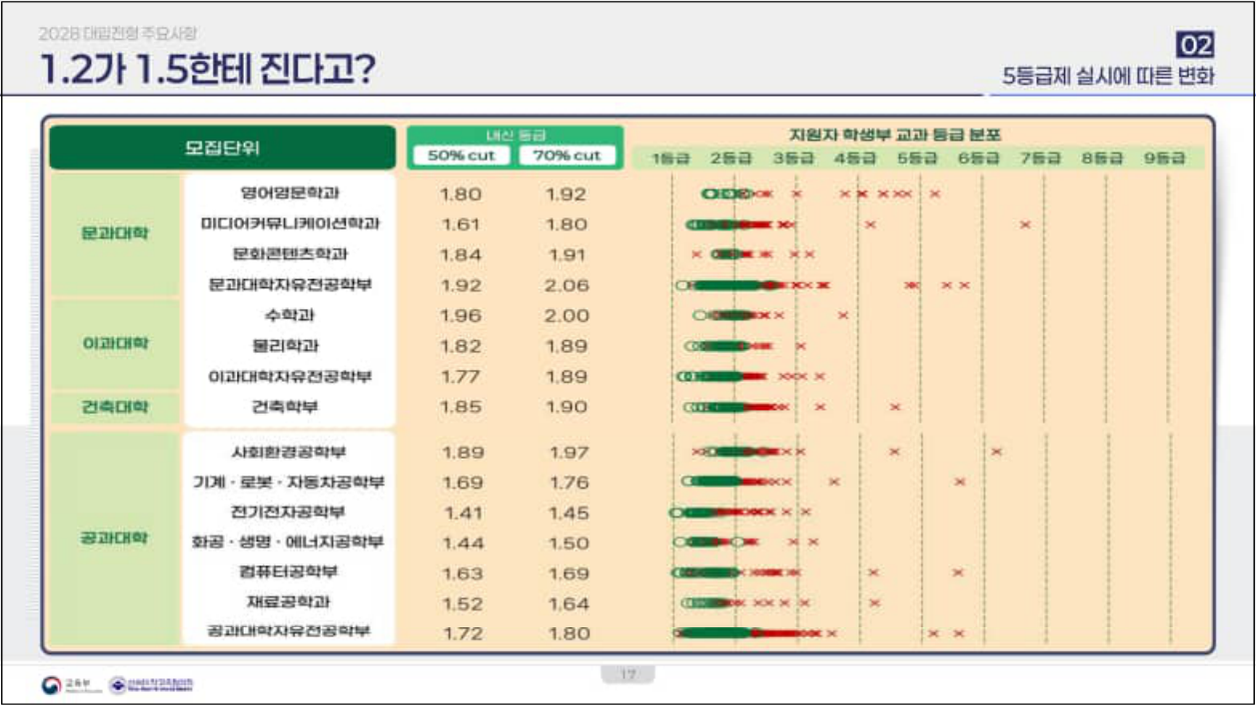 2028 대입전형 주요사항
1.2가 1.5한테 진다고?
02
5등급제 실시에 따른 변화
모집단위
내신 등급
50% cut 70% cut
지원자 학생부 교과 등급 분포
1등급 2등급 3등급 4등급 5등급 6등급 7등급 8등급 9등급
문과대학
영어영문학과 1.80 1.92
미디어커뮤니케이션학과 1.61 1.80
문화콘텐츠학과 1.84 1.91
문과대학자유전공학부 1.92 2.06
이과대학
수학과 1.96 2.00
물리학과 1.82 1.89
이과대학자유전공학부 1.77 1.89
건축대학
건축학부 1.85 1.90
공과대학
사회환경공학부 1.89 1.97
기계·로봇·자동차공학부 1.69 1.76
전기전자공학부 1.41 1.45
화공·생명·에너지공학부 1.44 1.50
컴퓨터공학부 1.63 1.69
재료공학과 1.52 1.64
공과대학자유전공학부 1.72 1.80
교육부
17